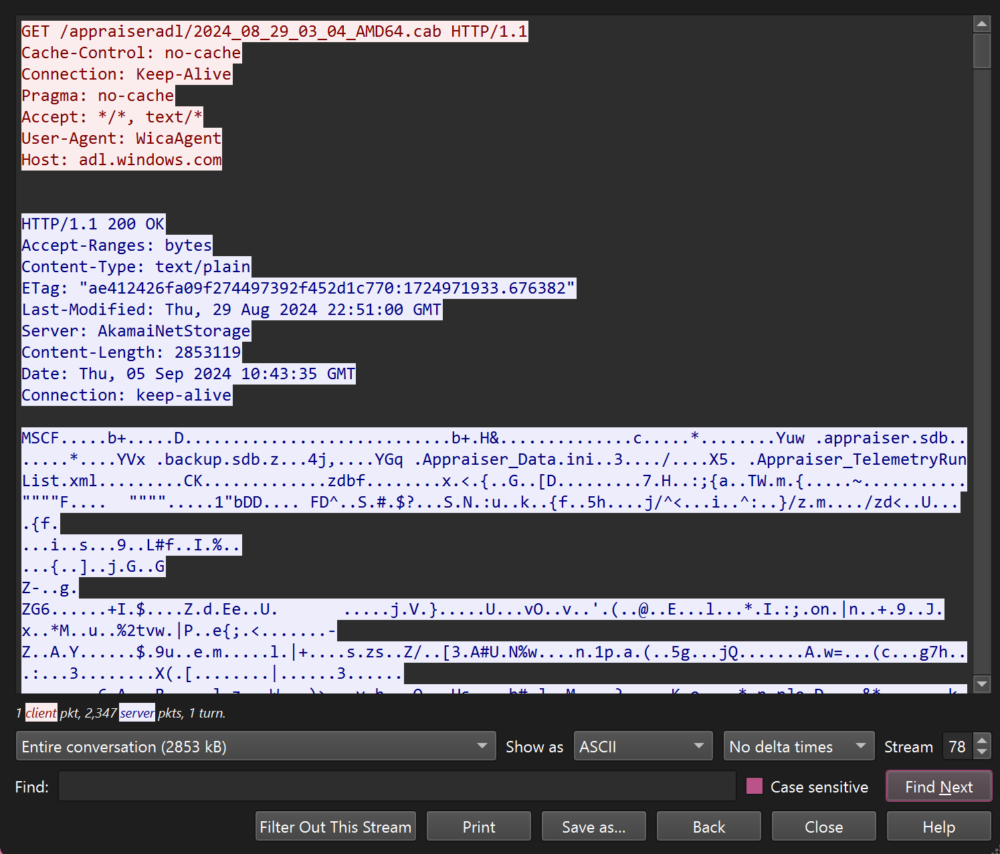 GET /appraiseradl/2024_08_29_03_04_AMD64.cab HTTP/1.1
Cache-Control: no-cache
Connection: Keep-Alive
Pragma: no-cache
Accept: */*, text/*
User-Agent: WicaAgent
Host: adl.windows.com
HTTP/1.1 200 OK
Accept-Ranges: bytes
Content-Type: text/plain
ETag: "ae412426fa09f274497392f452d1c770:1724971933.676382"
Last-Modified: Thu, 29 Aug 2024 22:51:00 GMT
Server: AkamaiNetStorage
Content-Length: 2853119
Date: Thu, 05 Sep 2024 10:43:35 GMT
Connection: keep-alive
MSCF.....b+.....D............................b+.H&..............c.....*........Yuw .appraiser.sdb..
.....*....YVx .backup.sdb.z...4j,....YGq .Appraiser_Data.ini..3..../....X5. .Appraiser_TelemetryRun
List.xml.........CK.............zdbf........x.<.{..G..[D.........7.H..:;{a..TW.m.{.....~...........
""""F....  """".....1"bDD.... FD^..S.#.$?...S.N.:u..k..{f..5h....j/^<...i..^:..}/z.m..../zd<..U...
.{f.
...i..s...9..L#f..I.%..
...{..]..j.G..G
Z-..g.
ZG6......+I.$....Z.d.Ee..U.       .....j.V.}.....U...vO..v..'.(..@..E...l...*.I.:;.on.|n..+.9..J.
x..*M..u..%2tvw.|P..e{;.<.......-
Z..A.Y......$.9u..e.m.....l.|+....s.zs..Z/..[3.A#U.N%w....n.1p.a.(..5g...jQ.......A.w=...(c...g7h..
.:...3........X(.[........|......3......
1 client pkt, 2,347 server pkts, 1 turn.
Entire conversation (2853 kB) Show as ASCII No delta times Stream 78
Find: Case sensitive Find Next
Filter Out This Stream Print Save as... Back Close Help